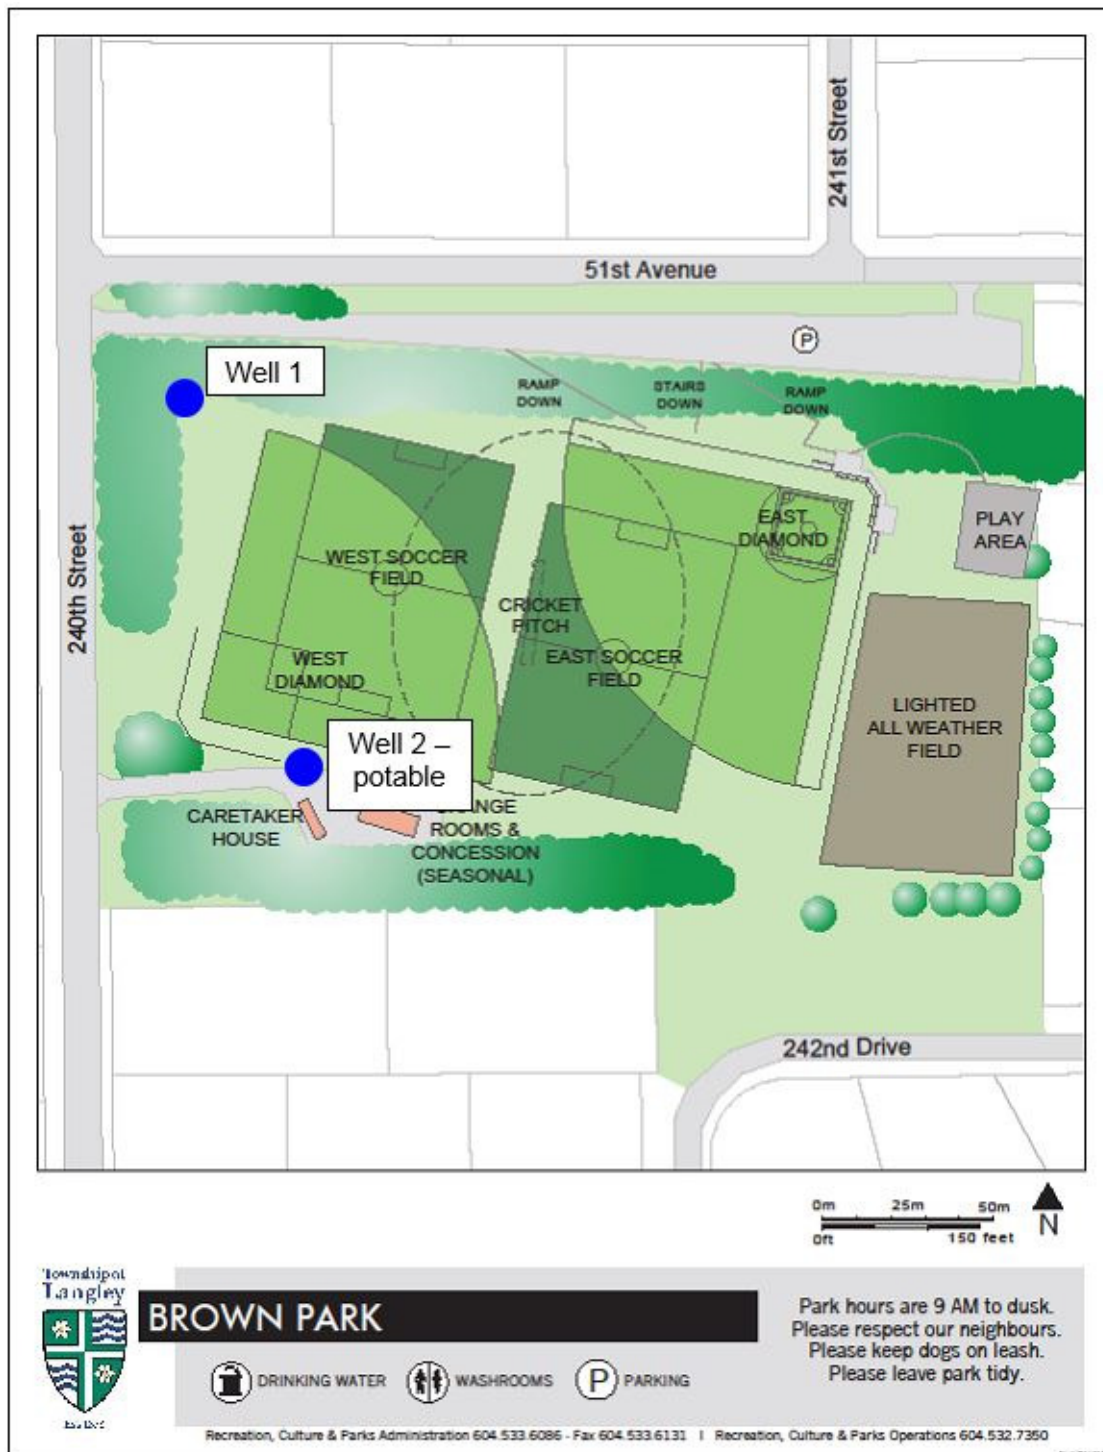 241st Street
51st Avenue
P
Well 1
RAMP
DOWN
STAIRS
DOWN
RAMP
DOWN
240th Street
EAST
DIAMOND
PLAY
AREA
WEST SOCCER
FIELD
CRICKET
PITCH
WEST
DIAMOND
EAST SOCCER
FIELD
LIGHTED
ALL WEATHER
FIELD
Well 2 –
potable
CARETAKER
HOUSE
ANGE
ROOMS &
CONCESSION
(SEASONAL)
242nd Drive
0m 25m 50m
0ft 150 feet
N
Township of
Langley
Est. 1873
BROWN PARK
Park hours are 9 AM to dusk.
Please respect our neighbours.
Please keep dogs on leash.
Please leave park tidy.
DRINKING WATER
WASHROOMS
P PARKING
Recreation, Culture & Parks Administration 604.533.6086 - Fax 604.533.6131 I Recreation, Culture & Parks Operations 604.532.7350